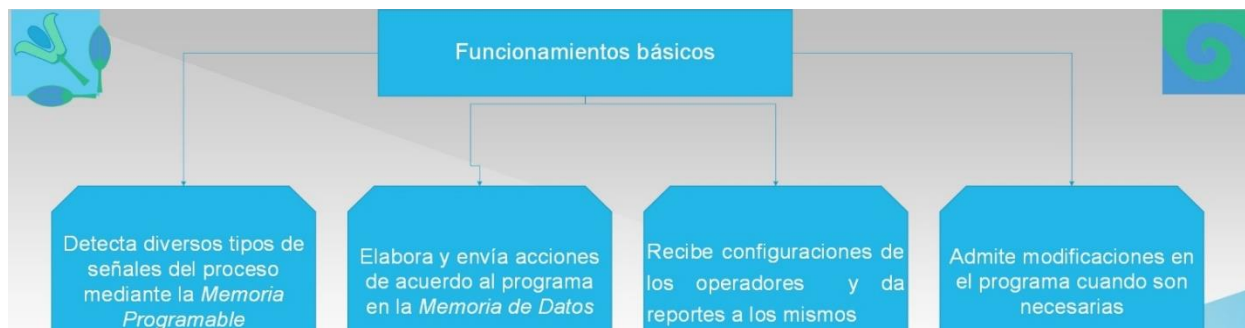 Funcionamientos básicos
Detecta diversos tipos de
señales del proceso
mediante la Memoria
Programable
Elabora y envía acciones
de acuerdo al programa
en la Memoria de Datos
Recibe configuraciones de
los operadores y da
reportes a los mismos
Admite modificaciones en
el programa cuando son
necesarias